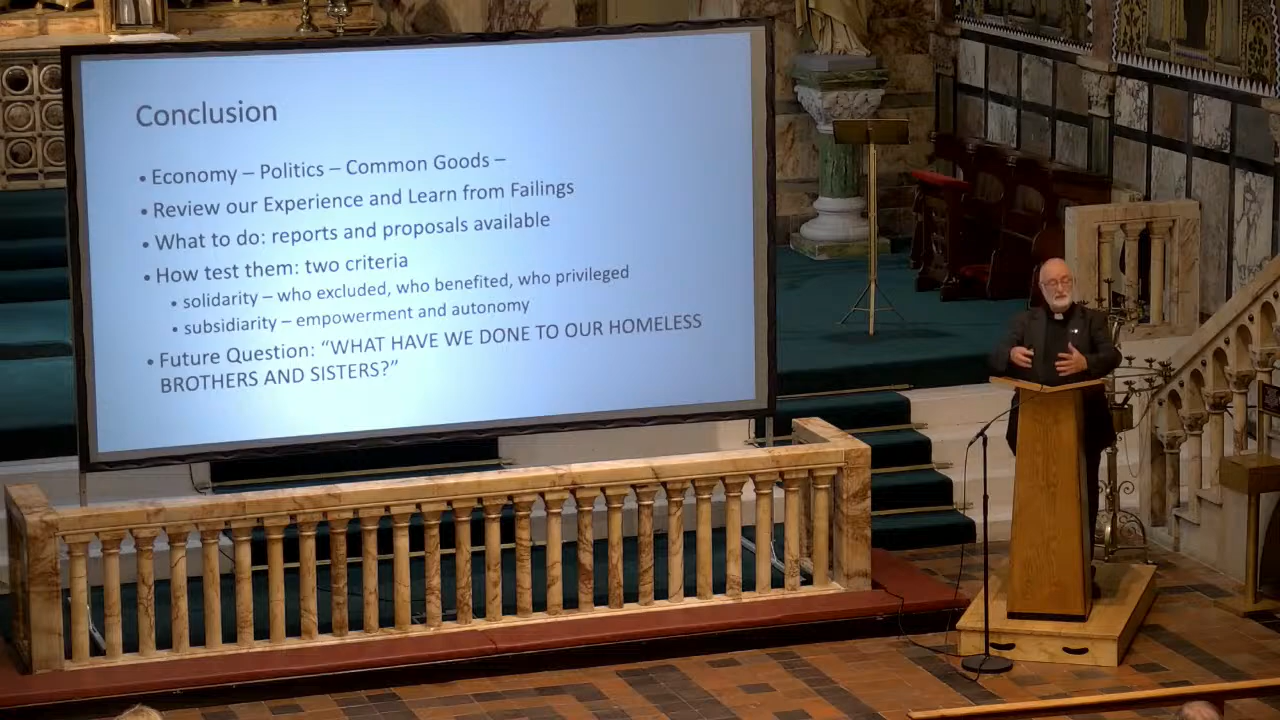 Conclusion
• Economy – Politics – Common Goods –
• Review our Experience and Learn from Failings
• What to do: reports and proposals available
• How test them: two criteria
• solidarity – who excluded, who benefited, who privileged
• subsidiarity – empowerment and autonomy
• Future Question: “WHAT HAVE WE DONE TO OUR HOMELESS
BROTHERS AND SISTERS?”